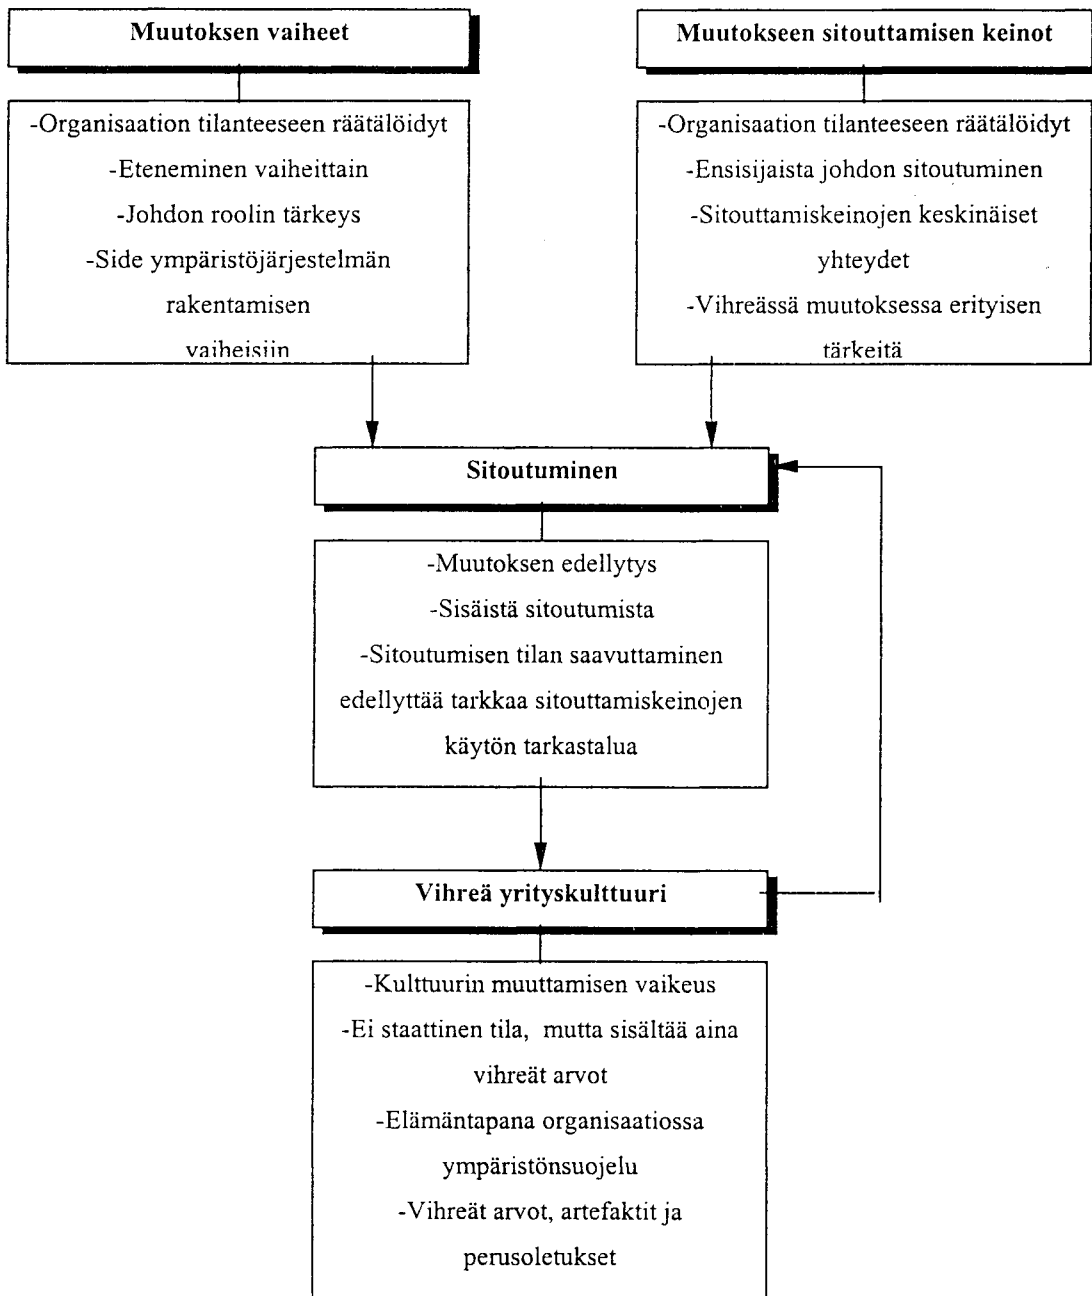 Muutoksen vaiheet
-Organisaation tilanteeseen räätälöidyt
-Eteneminen vaiheittain
-Johdon roolin tärkeys
-Side ympäristöjärjestelmän
rakentamisen
vaiheisiin
Muutokseen sitouttamisen keinot
-Organisaation tilanteeseen räätälöidyt
-Ensisijaista johdon sitoutuminen
-Sitouttamiskeinojen keskinäiset
yhteydet
-Vihreässä muutoksessa erityisen
tärkeitä
Sitoutuminen
-Muutoksen edellytys
-Sisäistä sitoutumista
-Sitoutumisen tilan saavuttaminen
edellyttää tarkkaa sitouttamiskeinojen
käytön tarkastalua
Vihreä yrityskulttuuri
-Kulttuurin muuttamisen vaikeus
-Ei staattinen tila, mutta sisältää aina
vihreät arvot
-Elämäntapana organisaatiossa
ympäristönsuojelu
-Vihreät arvot, artefaktit ja
perusoletukset